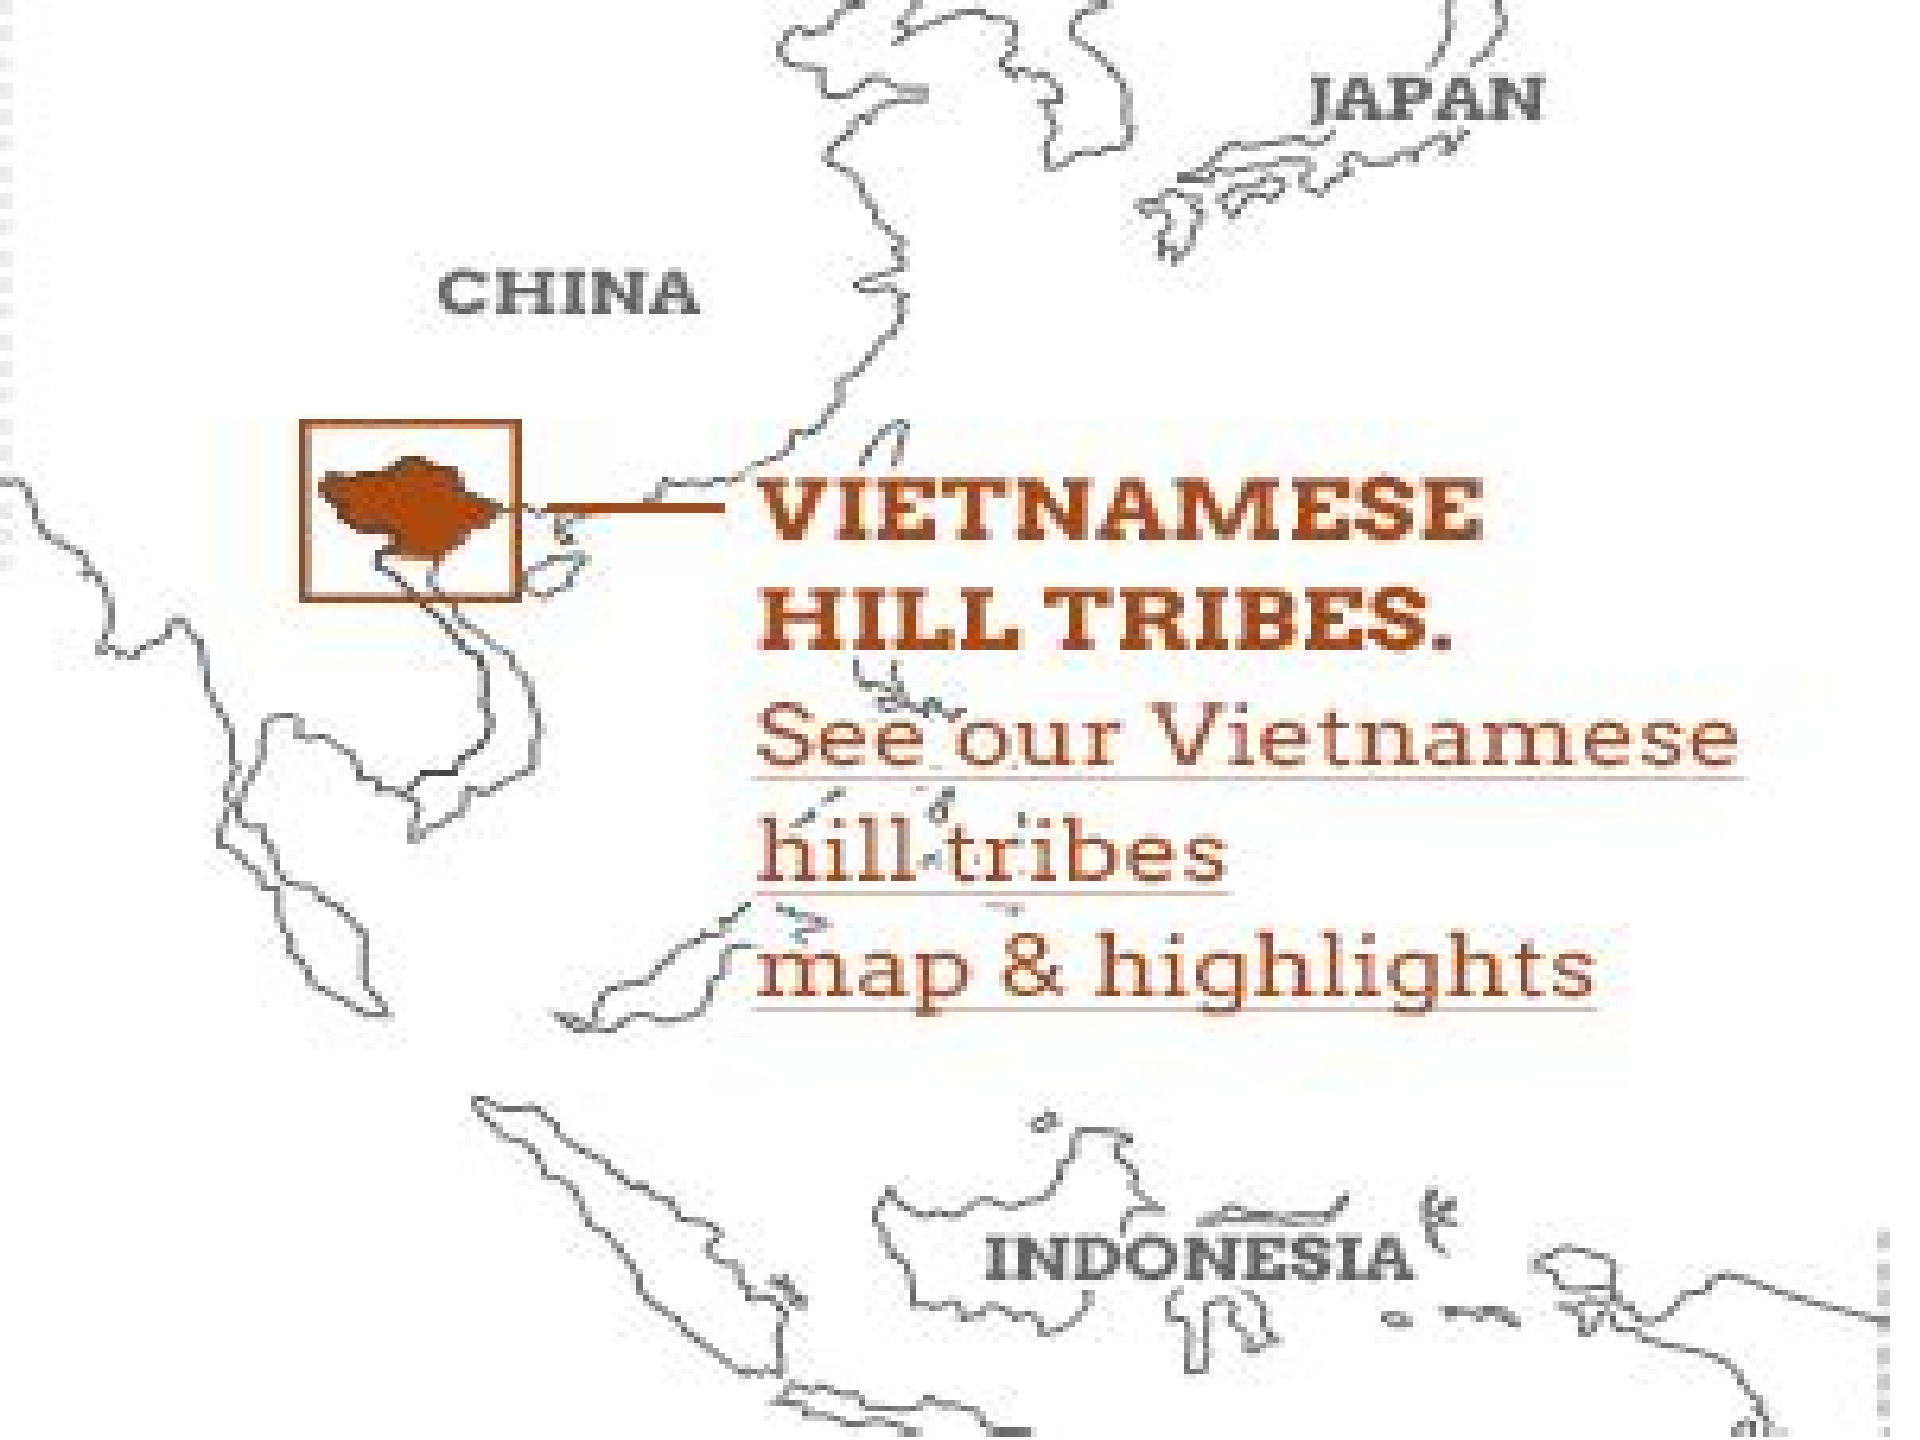 JAPAN
CHINA
VIETNAMESE
HILL TRIBES.
See our Vietnamese
hill tribes
map & highlights
INDONESIA